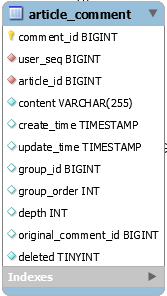 article_comment
comment_id BIGINT
user_seq BIGINT
article_id BIGINT
content VARCHAR(255)
create_time TIMESTAMP
update_time TIMESTAMP
group_id BIGINT
group_order INT
depth INT
original_comment_id BIGINT
deleted TINYINT
Indexes